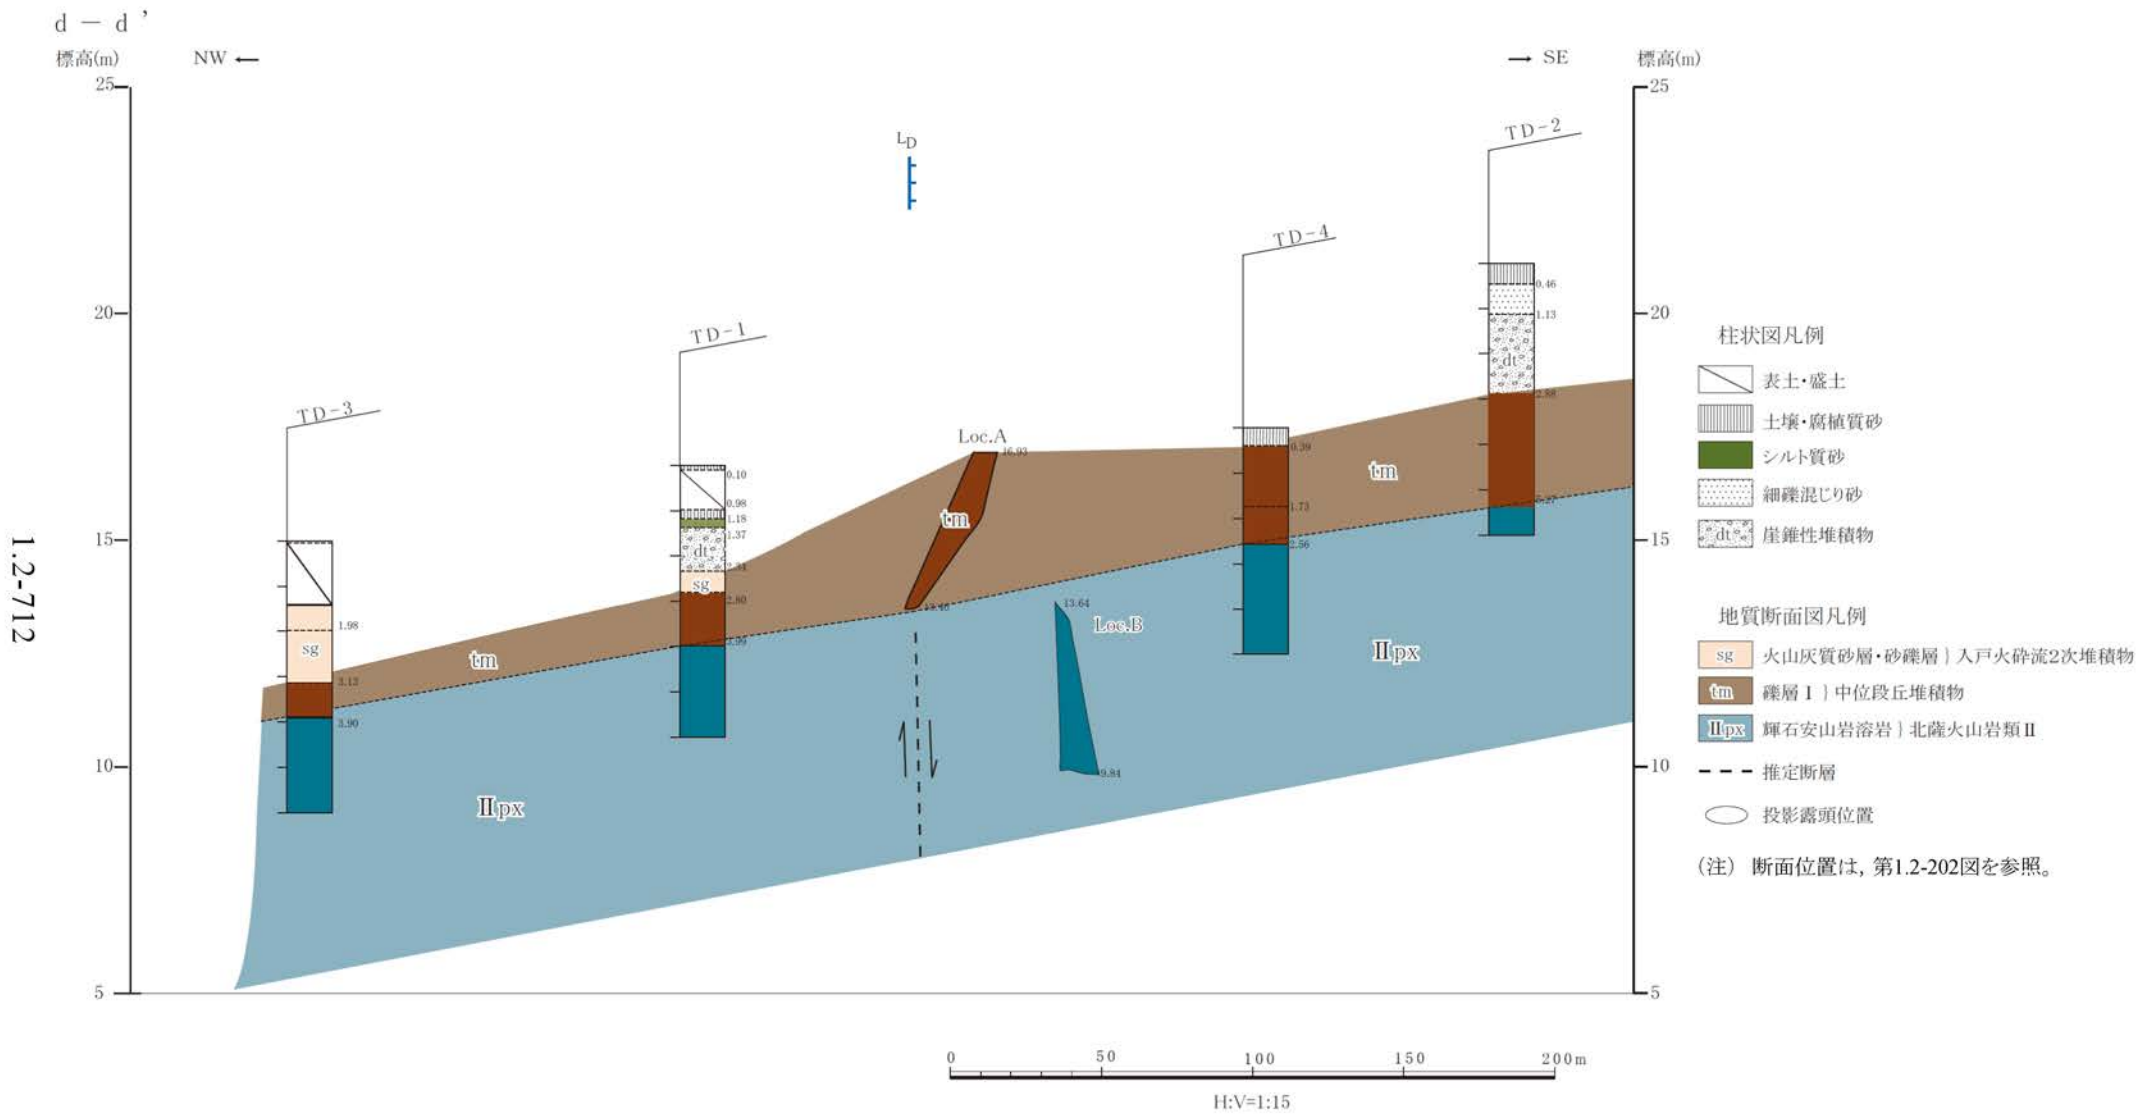 d － d ’
標高(m)
NW ←
→ SE
標高(m)
25
25
20
20
15
15
10
10
5
5
LD
TD-3
1.98
sg
3.13
3.90
TD-1
0.10
0.98
1.18
1.37
dt
2.34
sg
2.80
3.99
Loc.A
16.93
tm
13.64
Loc.B
9.84
TD-4
0.39
1.73
2.56
TD-2
0.46
1.13
dt
2.88
tm
tm
Ⅱpx
Ⅱpx
柱状図凡例
表土・盛土
土壌・腐植質砂
シルト質砂
細礫混じり砂
dt 崖錐性堆積物
地質断面図凡例
sg 火山灰質砂層・砂礫層｝入戸火砕流2次堆積物
tm 礫層Ⅰ｝中位段丘堆積物
Ⅱpx 輝石安山岩溶岩｝北薩火山岩類Ⅱ
推定断層
投影露頭位置
(注) 断面位置は, 第1.2-202図を参照。
0 50 100 150 200m
H:V=1:15
1.2-712